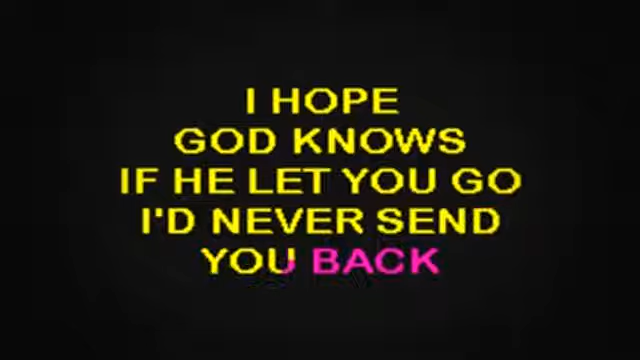 I HOPE
GOD KNOWS
IF HE LET YOU GO
I'D NEVER SEND
YOU BACK